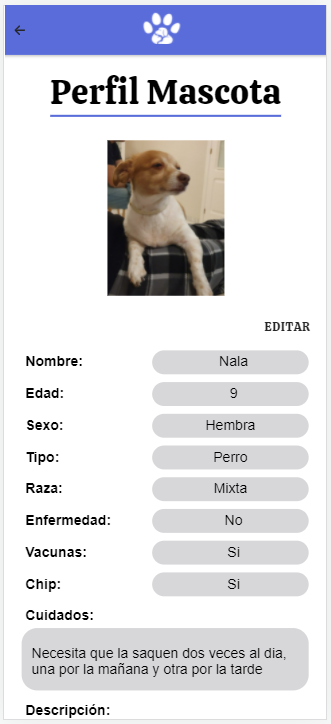 Perfil Mascota
EDITAR
Nombre: Nala
Edad: 9
Sexo: Hembra
Tipo: Perro
Raza: Mixta
Enfermedad: No
Vacunas: Si
Chip: Si
Cuidados:
Necesita que la saquen dos veces al dia,
una por la mañana y otra por la tarde
Descripción: